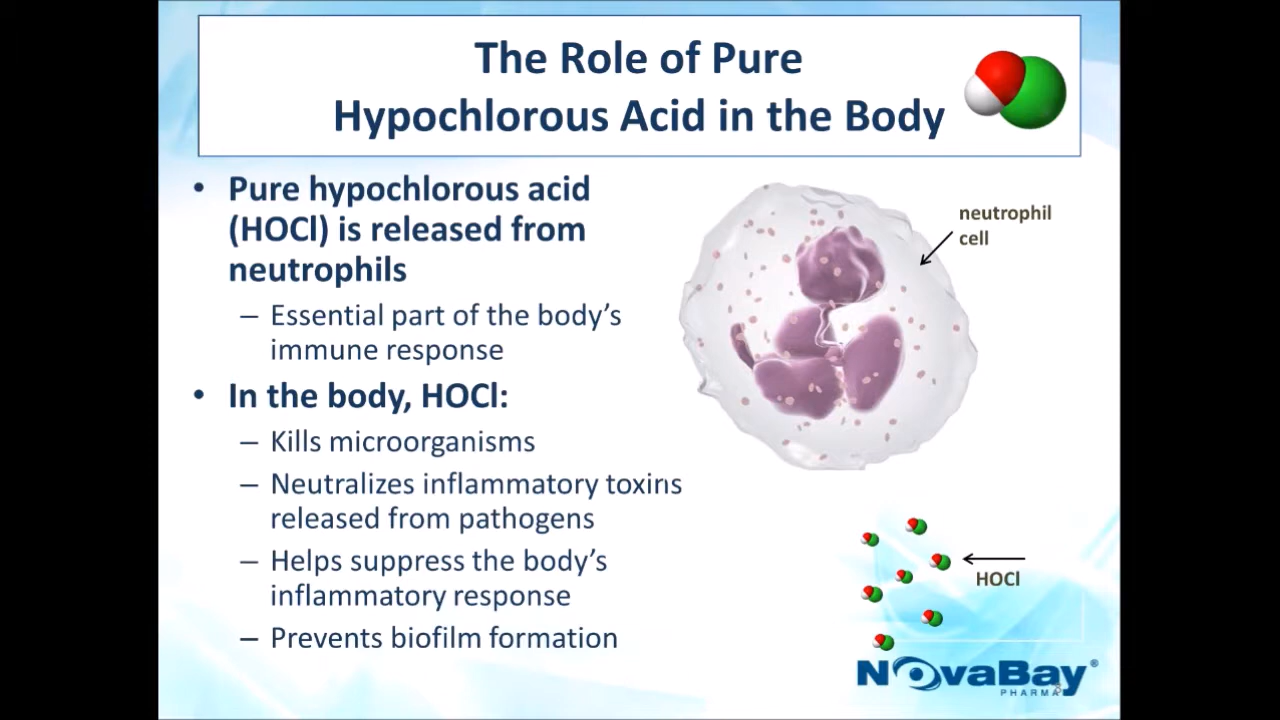 The Role of Pure
Hypochlorous Acid in the Body
• Pure hypochlorous acid
(HOCl) is released from
neutrophils
– Essential part of the body’s
immune response
• In the body, HOCl:
– Kills microorganisms
– Neutralizes inflammatory toxins
released from pathogens
– Helps suppress the body’s
inflammatory response
– Prevents biofilm formation
neutrophil
cell
HOCl
NovaBay®
PHARMA